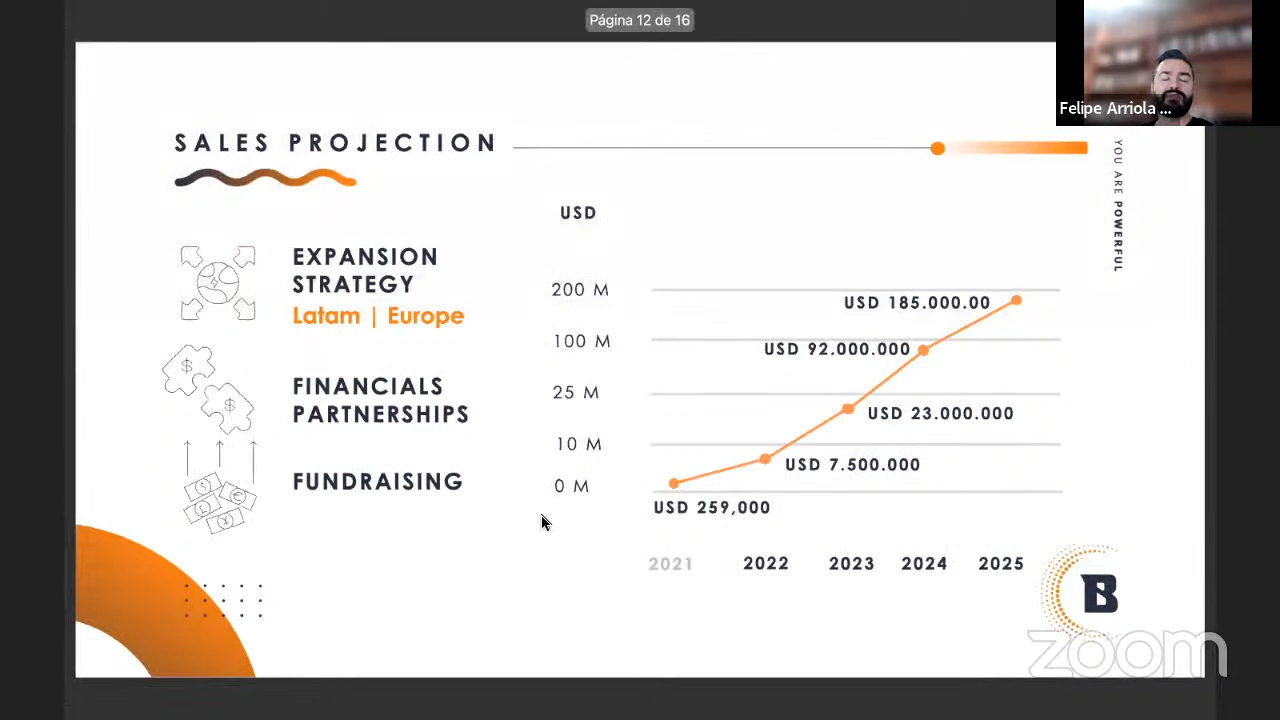 Página 12 de 16
Felipe Arriola ...
SALES PROJECTION
YOU ARE POWERFUL
USD
EXPANSION
STRATEGY
Latam | Europe
FINANCIALS
PARTNERSHIPS
FUNDRAISING
200 M
100 M
25 M
10 M
0 M
USD 185.000.00
USD 92.000.000
USD 23.000.000
USD 7.500.000
USD 259,000
2021 2022 2023 2024 2025
B
zoom